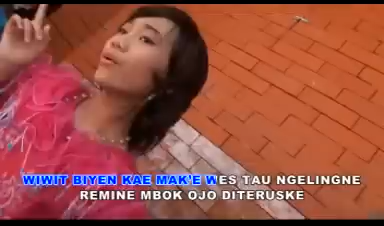 WIWIT BIYEN KAE MAK'E WES TAU NGELINGNE
REMINE MBOK OJO DITERUSKE